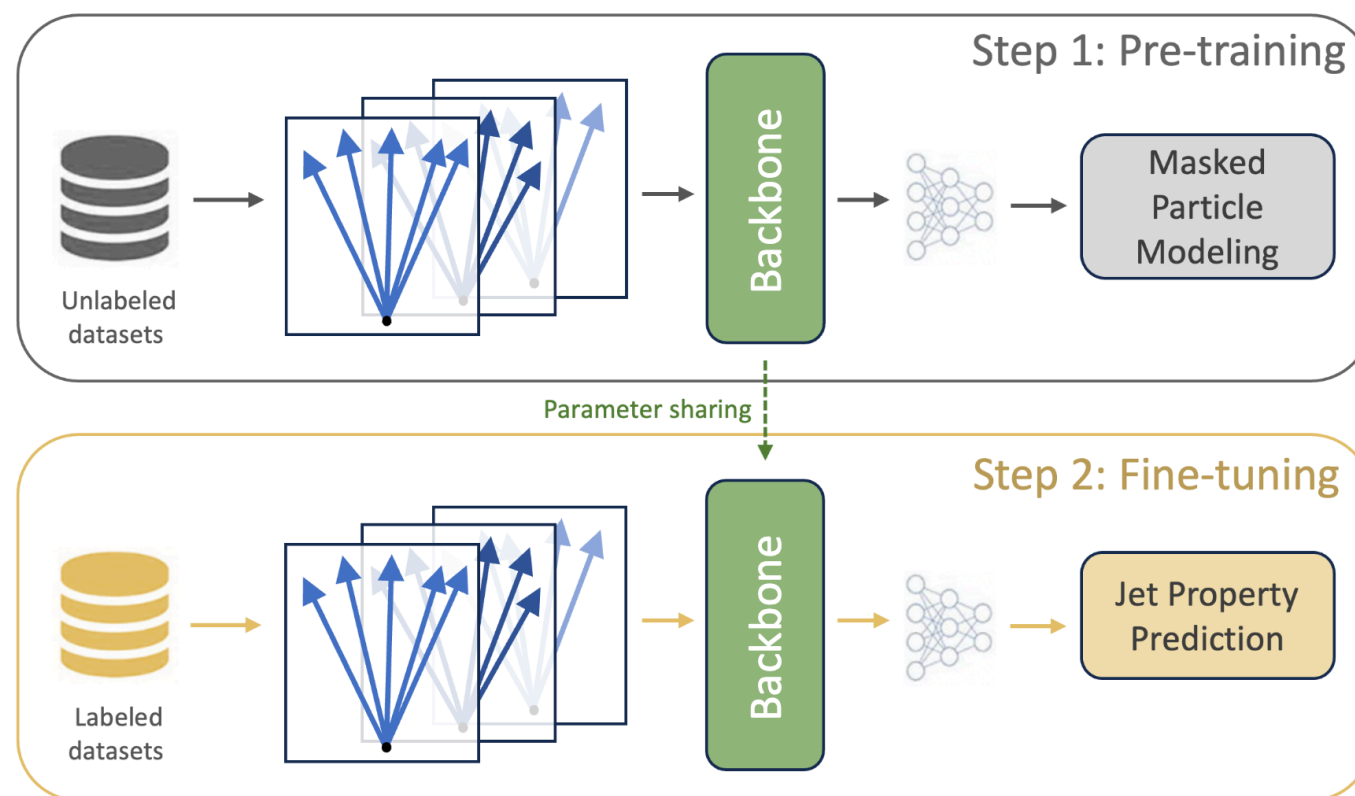 Step 1: Pre-training
Unlabeled
datasets
Backbone
Masked
Particle
Modeling
Parameter sharing
Step 2: Fine-tuning
Labeled
datasets
Backbone
Jet Property
Prediction